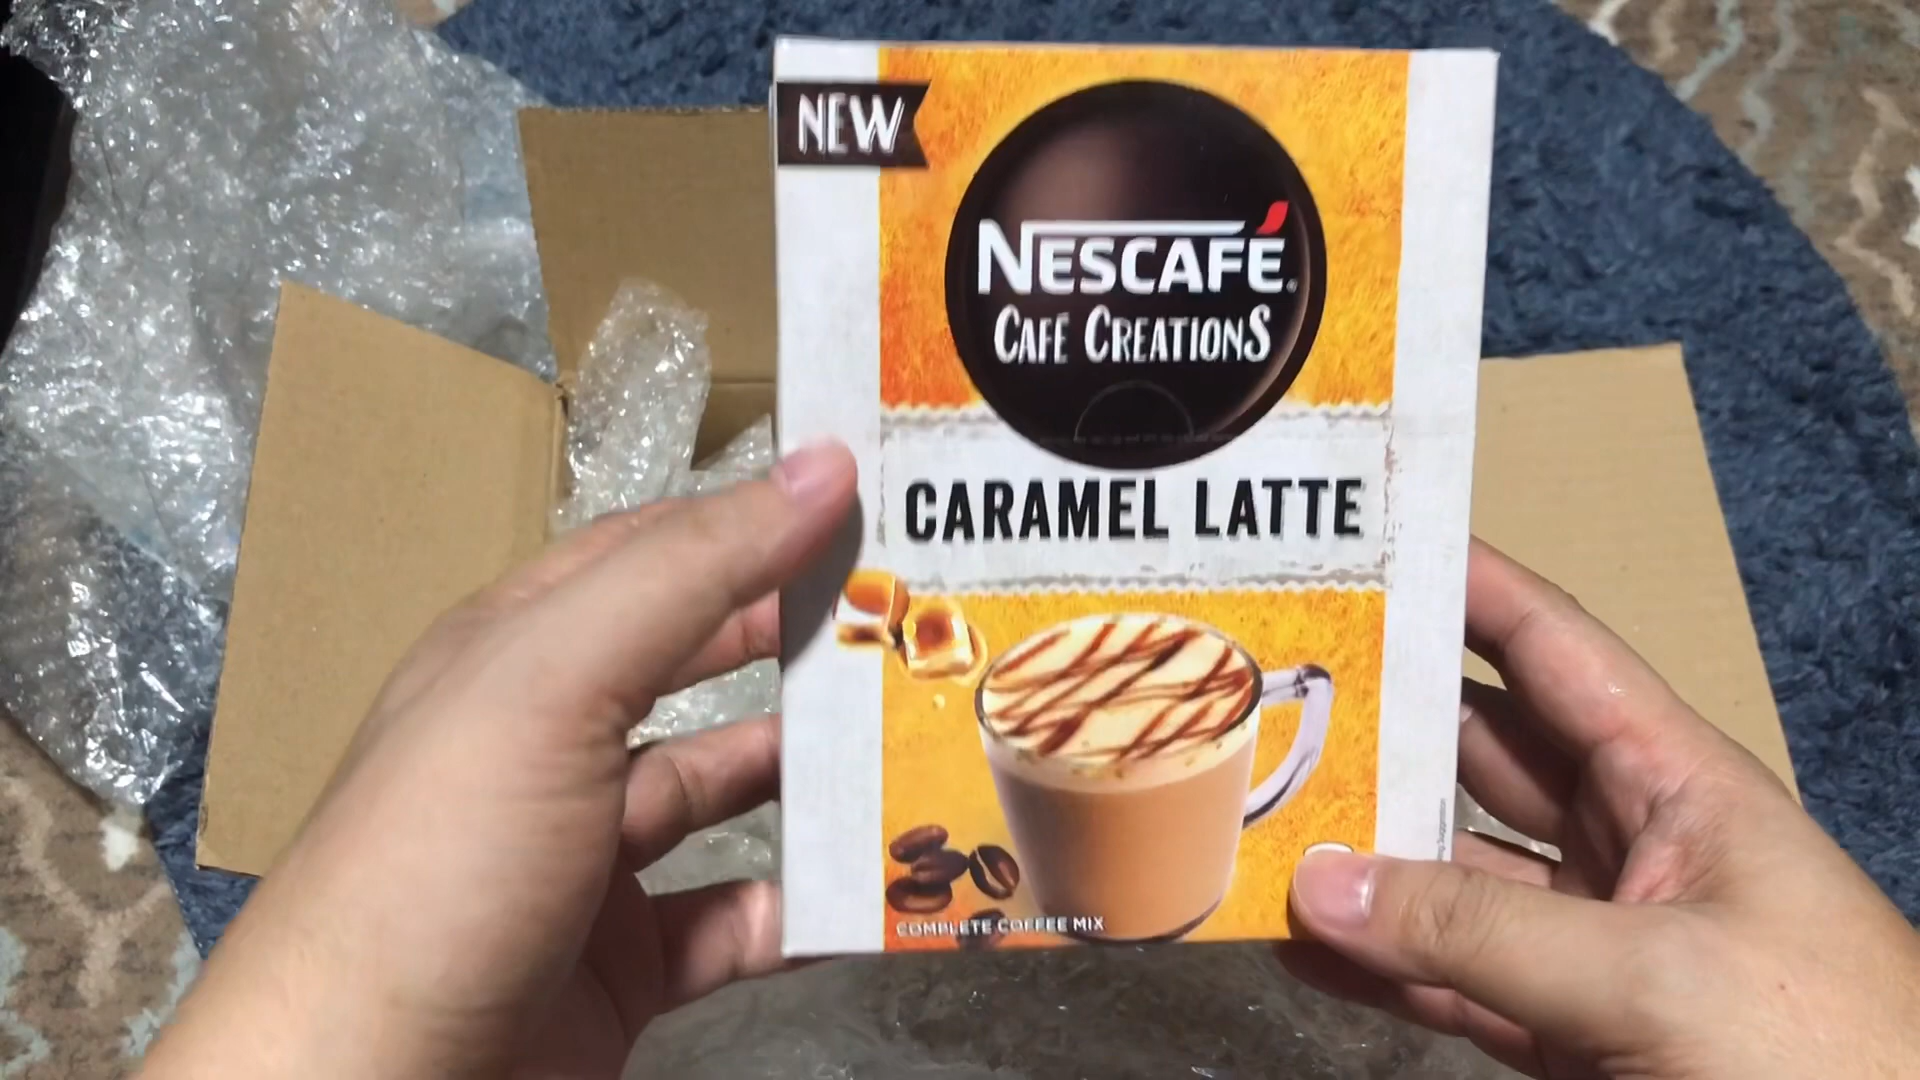 NEW
NESCAFÉ®
CAFÉ CREATIONS
CARAMEL LATTE
COMPLETE COFFEE MIX